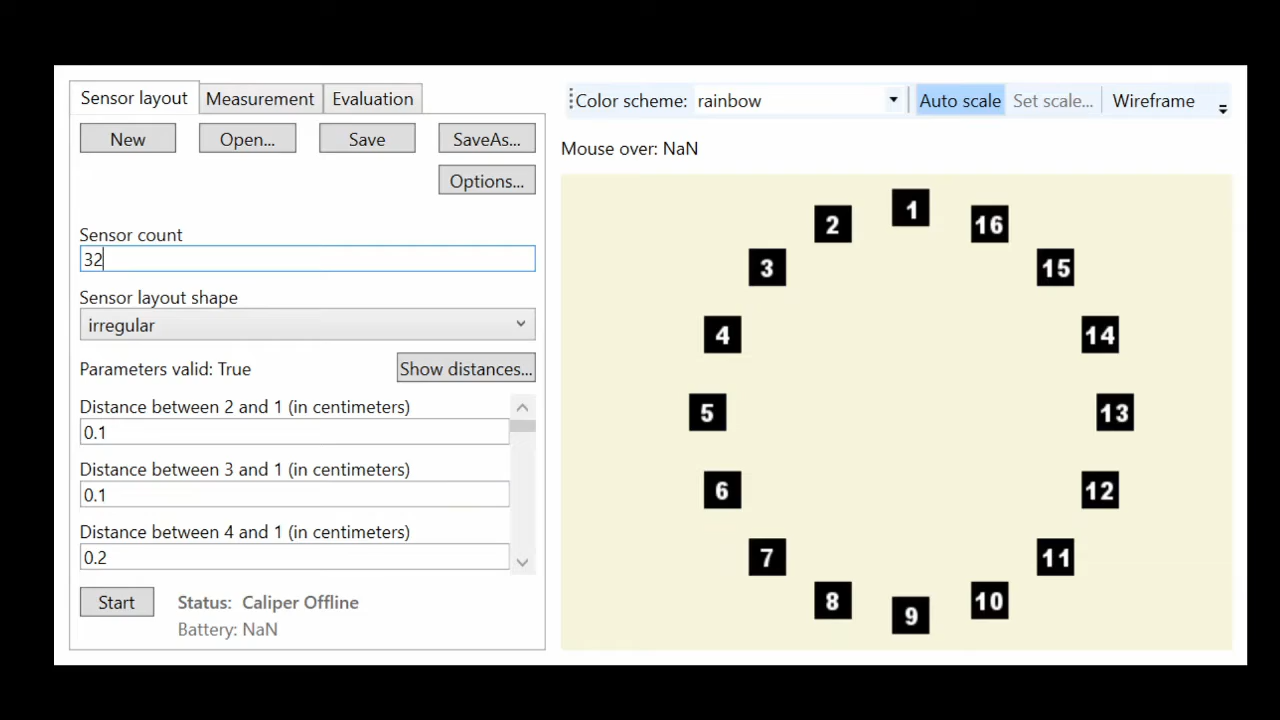 Sensor layout
Measurement
Evaluation
New
Open...
Save
SaveAs...
Options...
Sensor count
32
Sensor layout shape
irregular
Parameters valid: True
Show distances...
Distance between 2 and 1 (in centimeters)
0.1
Distance between 3 and 1 (in centimeters)
0.1
Distance between 4 and 1 (in centimeters)
0.2
Start
Status: Caliper Offline
Battery: NaN
Color scheme: rainbow
Auto scale
Set scale...
Wireframe
Mouse over: NaN
1
2
16
3
15
4
14
5
13
6
12
7
11
8
10
9